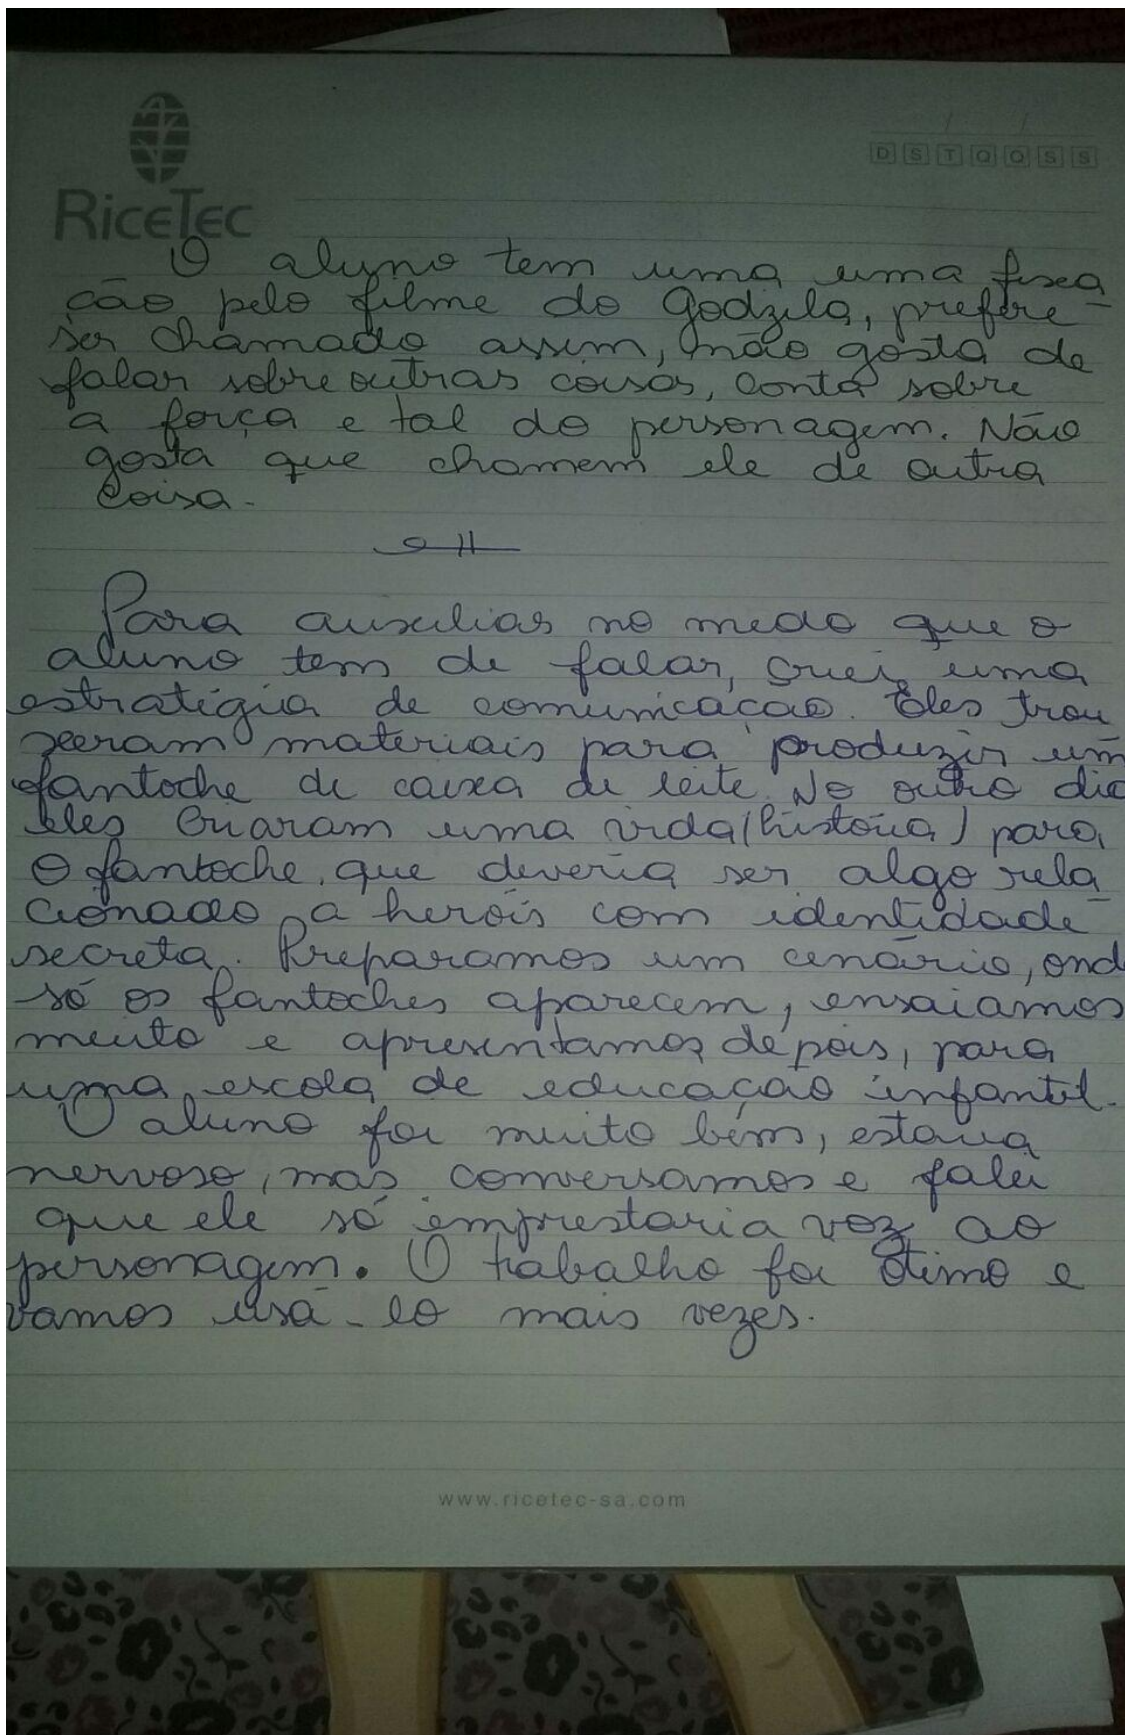 D S T Q Q S S
RiceTec
O aluno tem uma uma fixa
ção pelo filme do Godzila, prefere
ser chamado assim, não gosta de
falar sobre outras coisas, conta sobre
a força e tal do personagem. Não
gosta que chamem ele de outra
coisa.
Para auxilias no medo que o
aluno tem de falar, criei uma
estratégia de comunicação. Eles trou
xeram materiais para produzir um
fantoche de caixa de leite. No outro dia
eles criaram uma vida (história) para
o fantoche, que deveria ser algo rela
cionado a heróis com identidade
secreta. Preparamos um cenário, ond
só os fantoches aparecem, ensaiamos
muito e apresentamos depois, para
uma escola de educação infantil.
O aluno foi muito bem, estava
nervoso, mas conversamos e falei
que ele só emprestaria voz ao
personagem. O trabalho foi ótimo e
vamos usá-lo mais vezes.
www.ricetec-sa.com